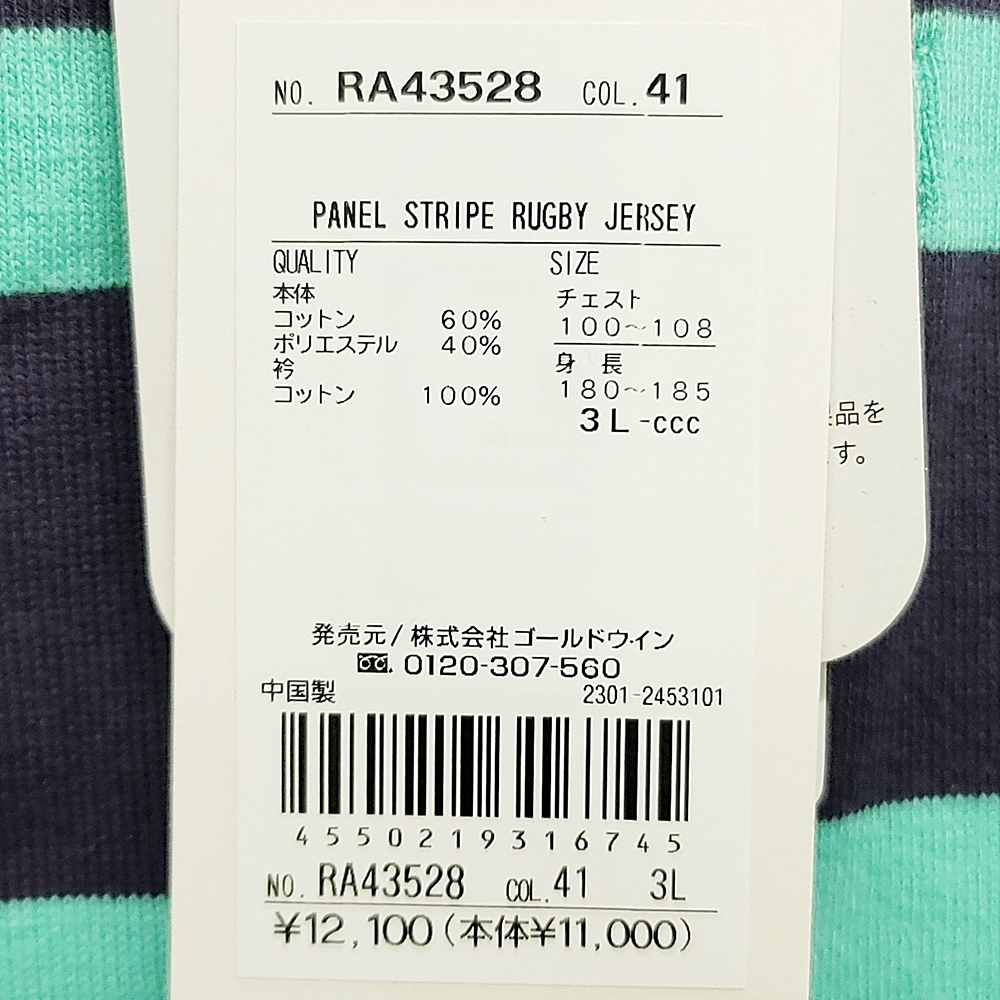 NO. RA43528 COL. 41
PANEL STRIPE RUGBY JERSEY
QUALITY
本体
コットン 60%
ポリエステル 40%
衿
コットン 100%
SIZE
チェスト
100～108
身 長
180～185
3L-ccc
品を
す。
発売元/株式会社ゴールドウイン
0120-307-560
中国製 2301-2453101
4550219316745
NO. RA43528 COL. 41 3L
¥12,100(本体¥11,000)